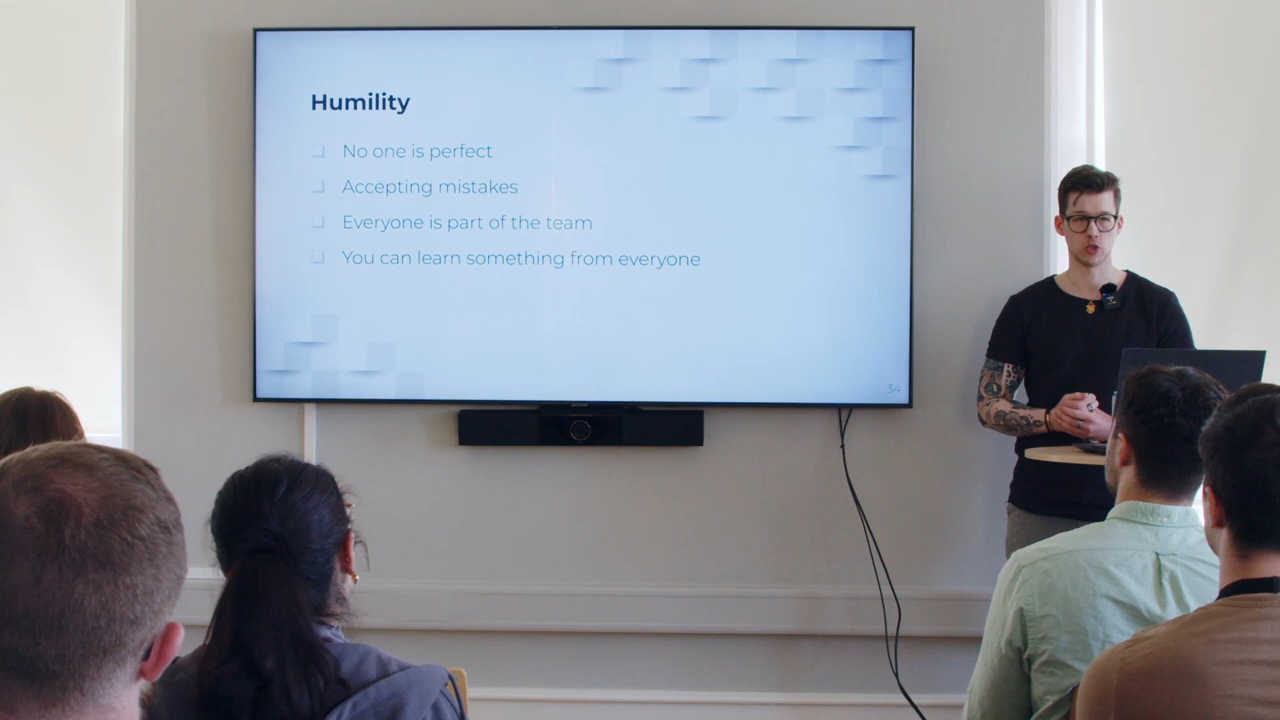 Humility
No one is perfect
Accepting mistakes
Everyone is part of the team
You can learn something from everyone
34